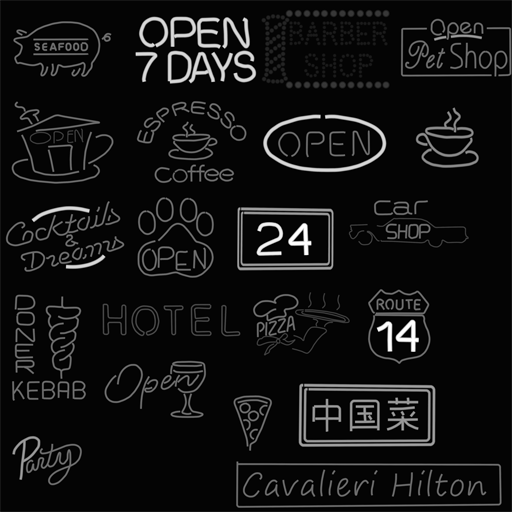 SEAFOOD
OPEN
7 DAYS
BARBER
SHOP
Open
Pet Shop
OPEN
ESPRESSO
Coffee
OPEN
Cocktails
&
Dreams
OPEN
24
Car
SHOP
DONER
KEBAB
HOTEL
PIZZA
ROUTE
14
Open
中国菜
Party
Cavalieri Hilton